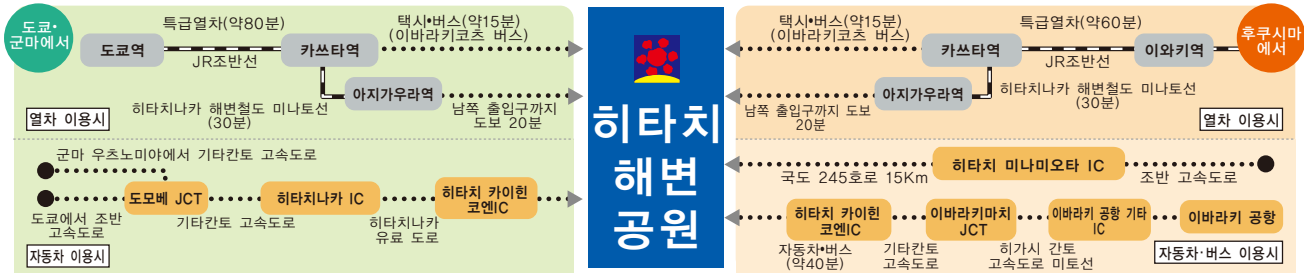 도쿄•
군마에서
특급열차(약80분)
택시•버스(약15분)
(이바라키코츠 버스)
도쿄역
카쓰타역
JR조반선
아지가우라역
히타치나카 해변철도 미나토선
(30분)
남쪽 출입구까지
도보 20분
열차 이용시
군마 우츠노미야에서 기타칸토 고속도로
도모베 JCT
히타치나카 IC
히타치 카이힌
코엔IC
도쿄에서 조반
고속도로
기타칸토 고속도로
히타치나카
유료 도로
자동차 이용시
히타치
해변
공원
택시•버스(약15분)
(이바라키코츠 버스)
특급열차(약60분)
후쿠시마
에서
카쓰타역
이와키역
JR조반선
아지가우라역
히타치나카 해변철도 미나토선
(30분)
남쪽 출입구까지 도보
20분
열차 이용시
히타치 미나미오타 IC
국도 245호로 15Km
조반 고속도로
히타치 카이힌
코엔IC
이바라키마치
JCT
이바라키 공항 기타
IC
이바라키 공항
자동차•버스
(약40분)
기타칸토
고속도로
히가시 간토
고속도로 미토선
자동차·버스 이용시